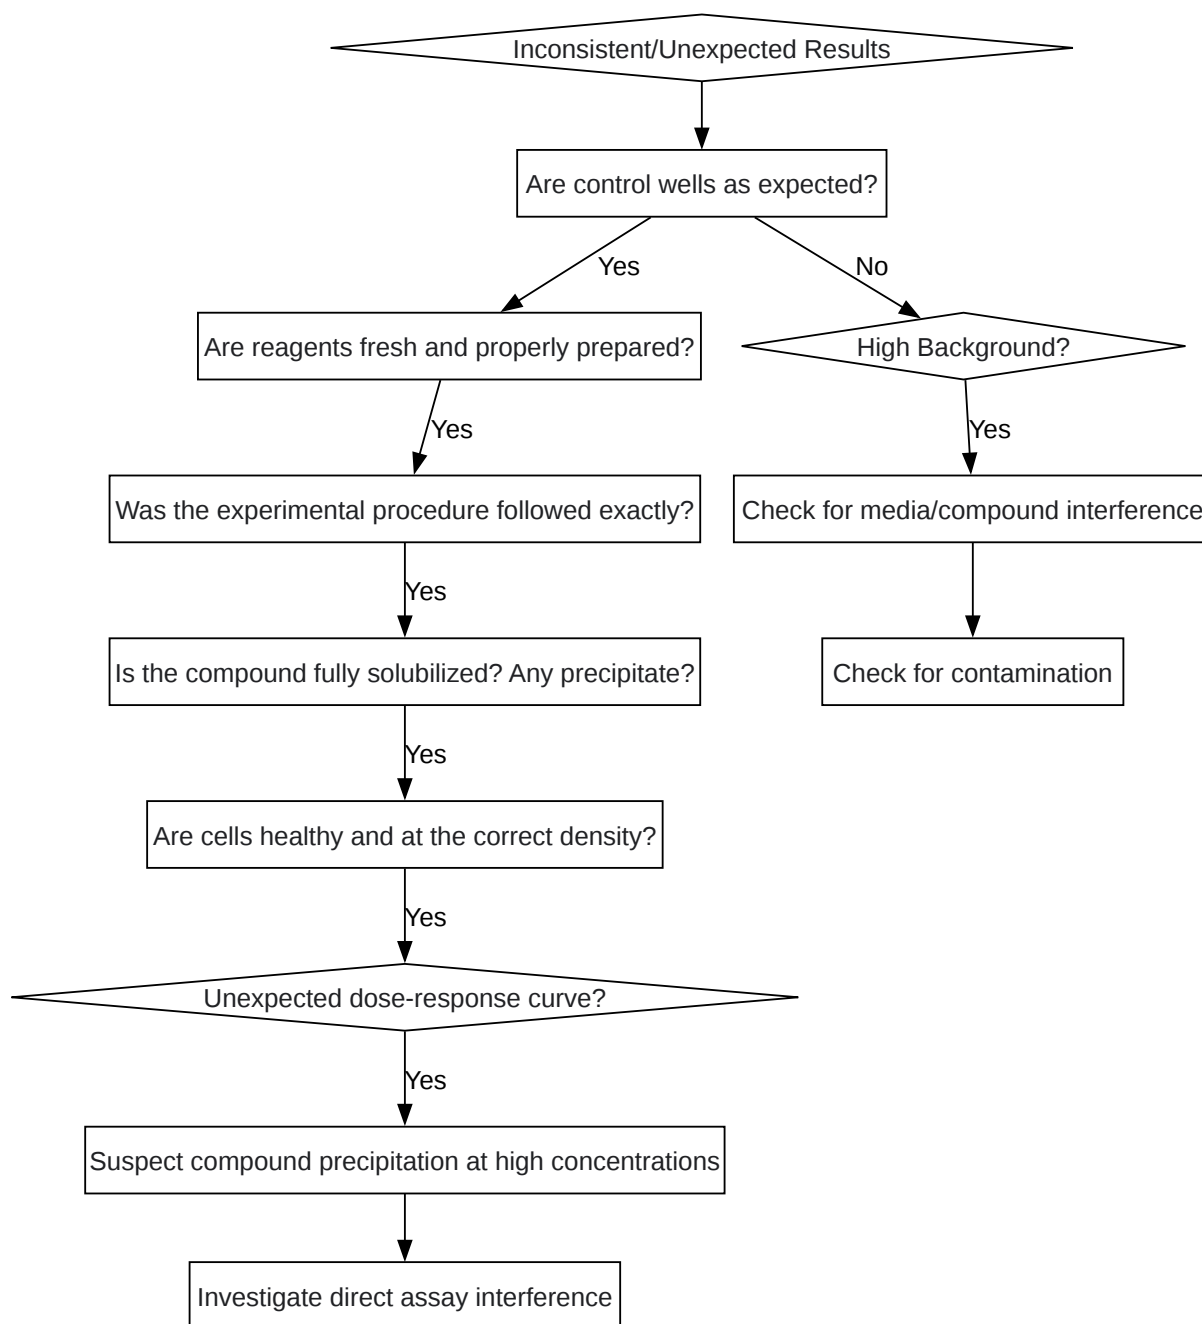 Inconsistent/Unexpected Results
Are control wells as expected?
Yes
No
Are reagents fresh and properly prepared?
High Background?
Yes
Yes
Was the experimental procedure followed exactly?
Check for media/compound interference
Yes
Is the compound fully solubilized? Any precipitate?
Check for contamination
Yes
Are cells healthy and at the correct density?
Yes
Unexpected dose-response curve?
Yes
Suspect compound precipitation at high concentrations
Investigate direct assay interference